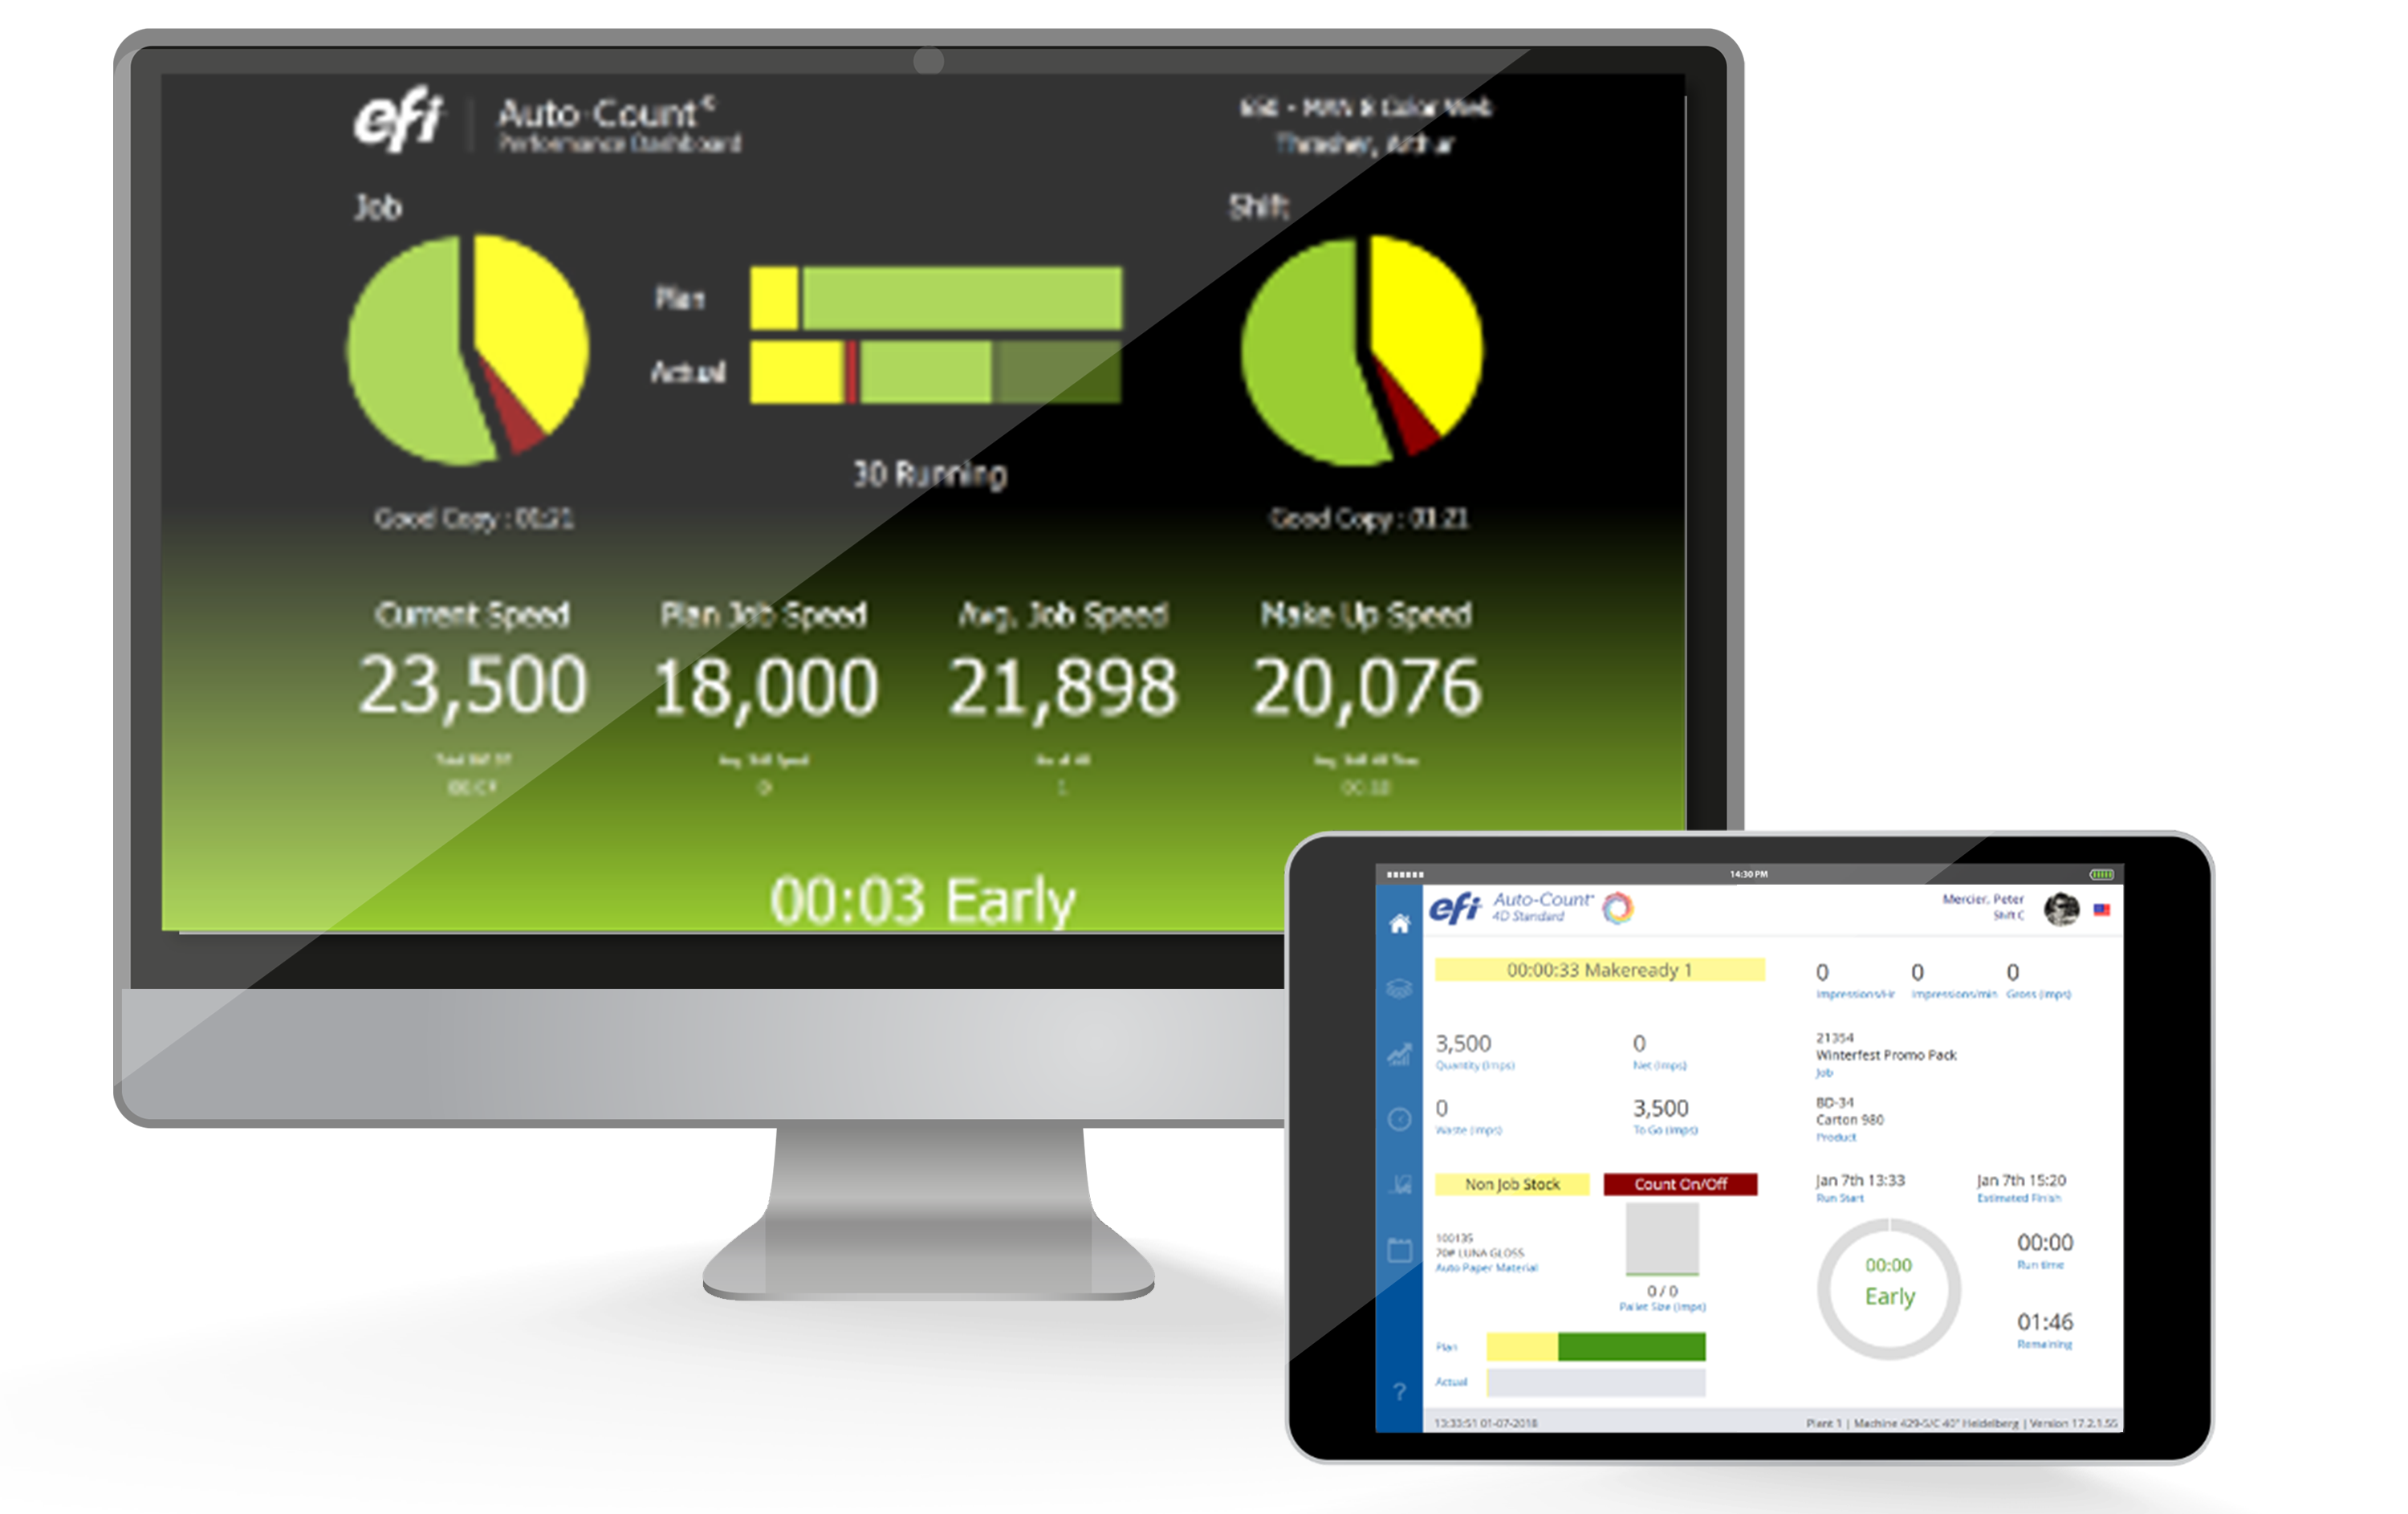 efi Auto-Count®
Performance Dashboard
MAN 8 Color Web
Thrasher, Arthur
Job
Shift
Plan
Actual
30 Running
Good Copy : 01:21
Good Copy : 01:21
Current Speed
Plan Job Speed
Avg. Job Speed
Make Up Speed
23,500
18,000
21,898
20,076
0
1
00:03 Early
14:30 PM
efi Auto-Count®
4D Standard
Mercier, Peter
Shift C
00:00:33 Makeready 1
0
0
0
Impressions/Hr
Impressions/min
Gross (Imps)
3,500
Quantity (Imps)
0
Net (Imps)
21354
Winterfest Promo Pack
Job
0
Waste (Imps)
3,500
To Go (Imps)
BD-34
Carton 980
Product
Non Job Stock
Count On/Off
Jan 7th 13:33
Run Start
Jan 7th 15:20
Estimated Finish
100135
70# LUNA GLOSS
Auto Paper Material
0 / 0
Pallet Size (Imps)
00:00
Early
00:00
Run time
01:46
Remaining
Plan
Actual
?
13:33:51 01-07-2018
Plant 1 | Machine 429-S/C 40" Heidelberg | Version 17.2.1.55